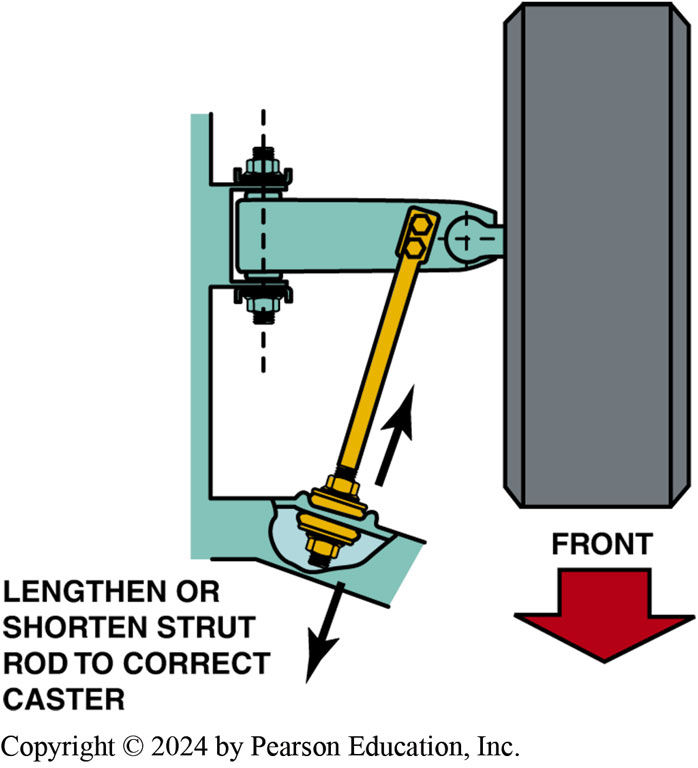 FRONT
LENGTHEN OR
SHORTEN STRUT
ROD TO CORRECT
CASTER
Copyright © 2024 by Pearson Education, Inc.